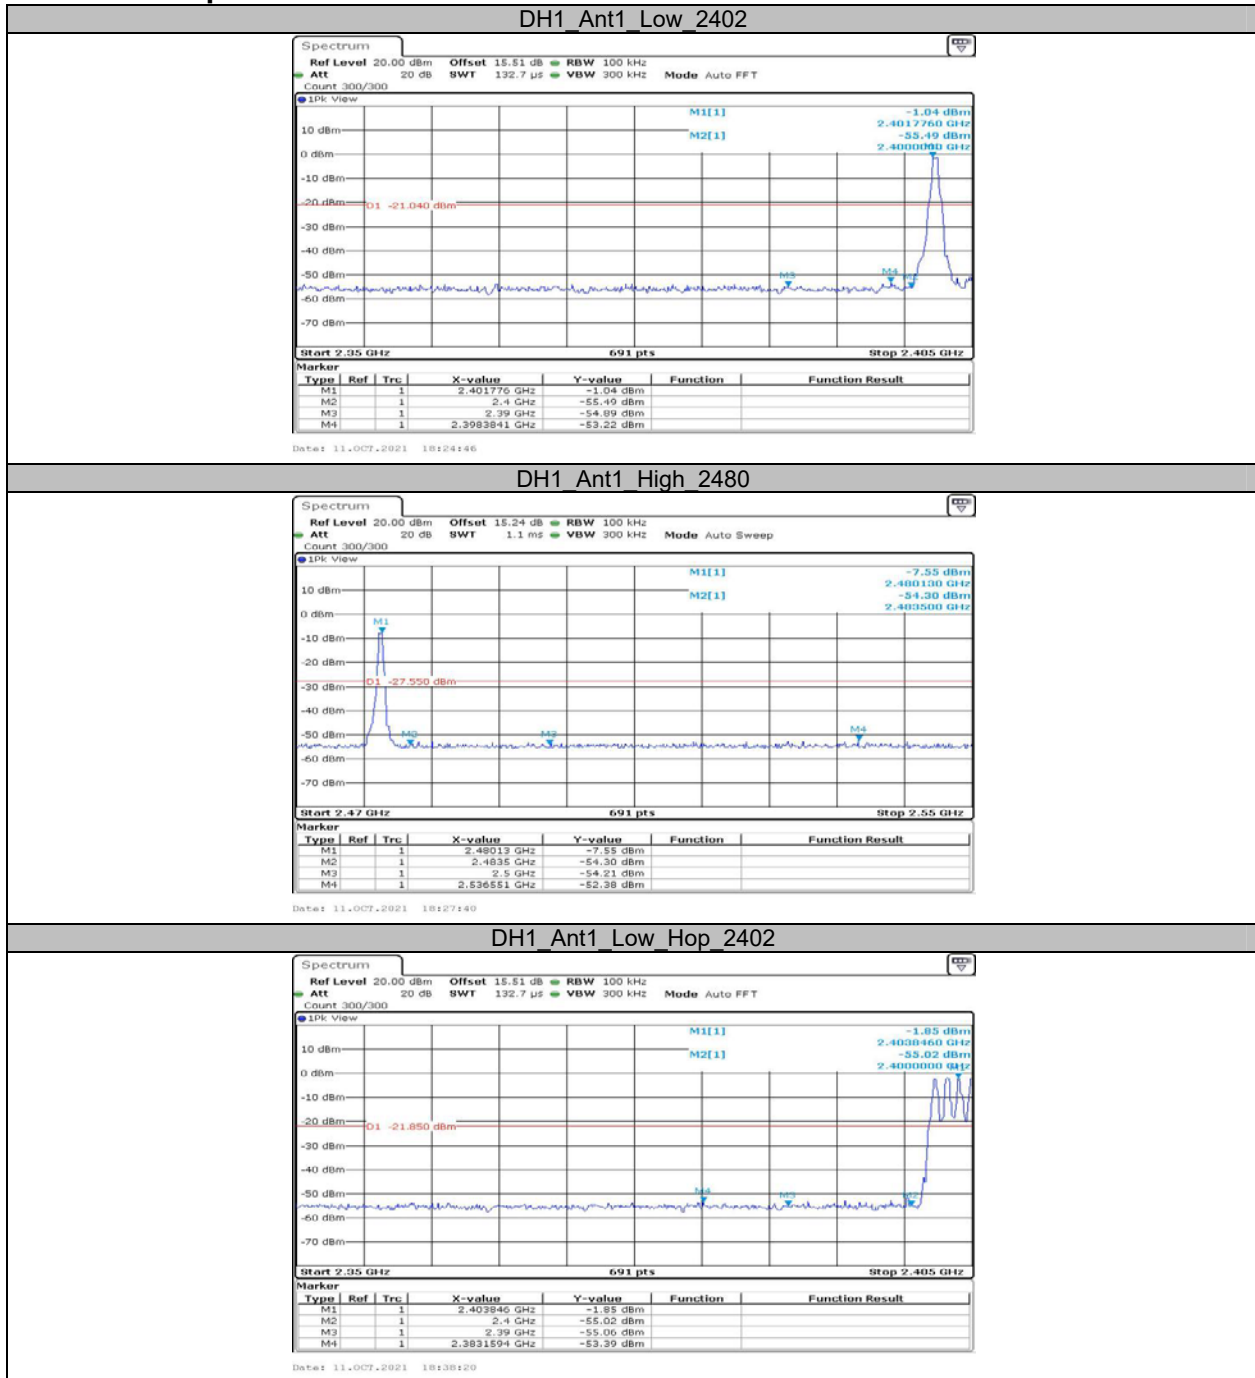 DH1_Ant1_Low_2402
Spectrum
Ref Level 20.00 dBm Offset 15.51 dB RBW 100 kHz
Att 20 dB SWT 132.7 µs VBW 300 kHz Mode Auto FFT
Count 300/300
1Pk View
M1[1] -1.04 dBm
2.4017760 GHz
10 dBm
M2[1] -55.49 dBm
2.4000000 GHz
0 dBm
-10 dBm
-20 dBm
D1 -21.040 dBm
-30 dBm
-40 dBm
-50 dBm
M3 M4
-60 dBm
-70 dBm
Start 2.35 GHz 691 pts Stop 2.405 GHz
Marker
Type Ref Trc X-value Y-value Function Function Result
M1 1 2.401776 GHz -1.04 dBm
M2 1 2.4 GHz -55.49 dBm
M3 1 2.39 GHz -54.89 dBm
M4 1 2.3983841 GHz -53.22 dBm
Date: 11.OCT.2021 18:24:46
DH1_Ant1_High_2480
Spectrum
Ref Level 20.00 dBm Offset 15.24 dB RBW 100 kHz
Att 20 dB SWT 1.1 ms VBW 300 kHz Mode Auto Sweep
Count 300/300
1Pk View
M1[1] -7.55 dBm
2.480130 GHz
10 dBm
M2[1] -54.30 dBm
2.483500 GHz
0 dBm
M1
-10 dBm
-20 dBm
D1 -27.550 dBm
-30 dBm
-40 dBm
-50 dBm
M2 M3 M4
-60 dBm
-70 dBm
Start 2.47 GHz 691 pts Stop 2.55 GHz
Marker
Type Ref Trc X-value Y-value Function Function Result
M1 1 2.48013 GHz -7.55 dBm
M2 1 2.4835 GHz -54.30 dBm
M3 1 2.5 GHz -54.21 dBm
M4 1 2.536551 GHz -52.38 dBm
Date: 11.OCT.2021 18:27:40
DH1_Ant1_Low_Hop_2402
Spectrum
Ref Level 20.00 dBm Offset 15.51 dB RBW 100 kHz
Att 20 dB SWT 132.7 µs VBW 300 kHz Mode Auto FFT
Count 300/300
1Pk View
M1[1] -1.85 dBm
2.4038460 GHz
10 dBm
M2[1] -55.02 dBm
2.4000000 GHz
0 dBm
-10 dBm
-20 dBm
D1 -21.850 dBm
-30 dBm
-40 dBm
-50 dBm
M4 M3 M2
-60 dBm
-70 dBm
Start 2.35 GHz 691 pts Stop 2.405 GHz
Marker
Type Ref Trc X-value Y-value Function Function Result
M1 1 2.403846 GHz -1.85 dBm
M2 1 2.4 GHz -55.02 dBm
M3 1 2.39 GHz -55.06 dBm
M4 1 2.3831594 GHz -53.39 dBm
Date: 11.OCT.2021 18:38:20